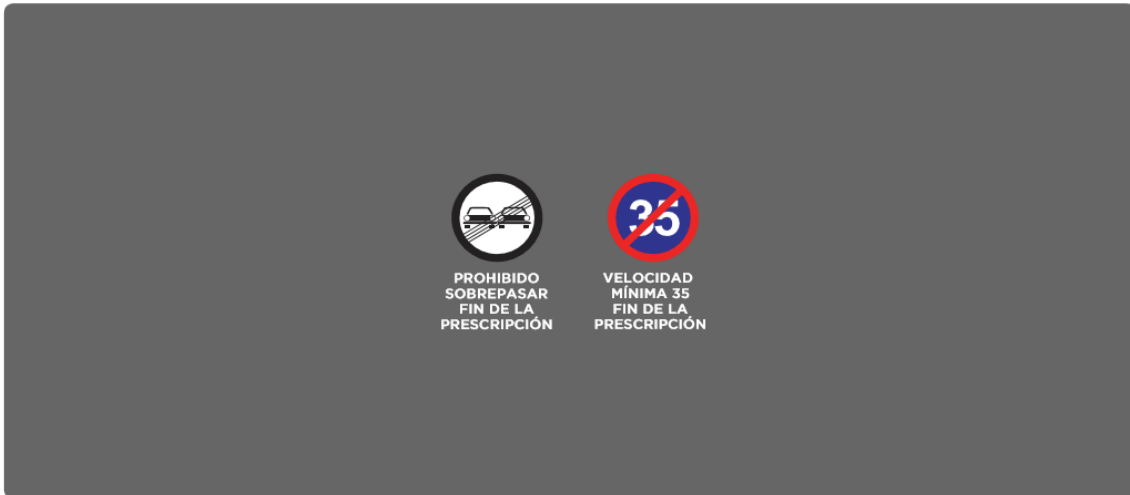 PROHIBIDO
SOBREPASAR
FIN DE LA
PRESCRIPCIÓN
35
VELOCIDAD
MÍNIMA 35
FIN DE LA
PRESCRIPCIÓN